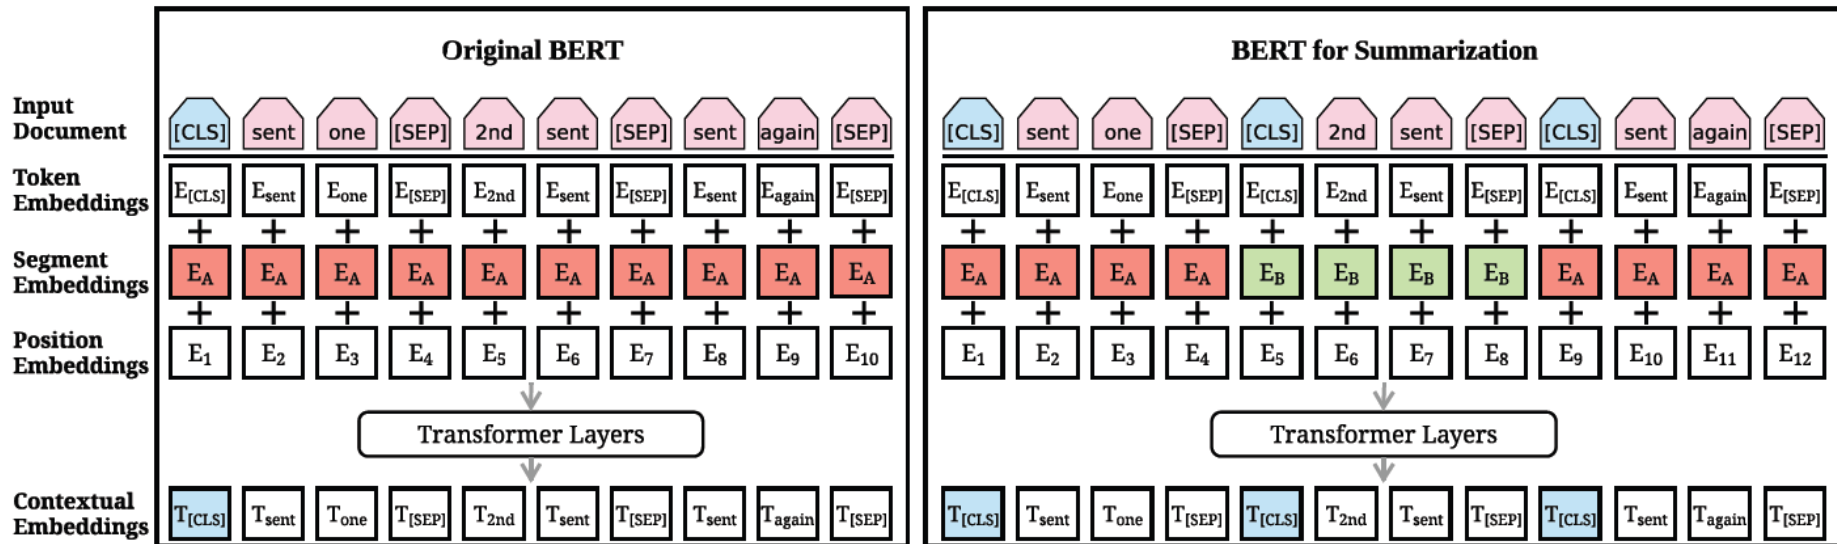 Original BERT
BERT for Summarization
Input Document
[CLS] sent one [SEP] 2nd sent [SEP] sent again [SEP]
[CLS] sent one [SEP] [CLS] 2nd sent [SEP] [CLS] sent again [SEP]
Token Embeddings
E[CLS] Esent Eone E[SEP] E2nd Esent E[SEP] Esent Eagain E[SEP]
E[CLS] Esent Eone E[SEP] E[CLS] E2nd Esent E[SEP] E[CLS] Esent Eagain E[SEP]
+ + + + + + + + + +
+ + + + + + + + + + + +
Segment Embeddings
EA EA EA EA EA EA EA EA EA EA
EA EA EA EA EB EB EB EB EA EA EA EA
+ + + + + + + + + +
+ + + + + + + + + + + +
Position Embeddings
E1 E2 E3 E4 E5 E6 E7 E8 E9 E10
E1 E2 E3 E4 E5 E6 E7 E8 E9 E10 E11 E12
Transformer Layers
Transformer Layers
Contextual Embeddings
T[CLS] Tsent Tone T[SEP] T2nd Tsent T[SEP] Tsent Tagain T[SEP]
T[CLS] Tsent Tone T[SEP] T[CLS] T2nd Tsent T[SEP] T[CLS] Tsent Tagain T[SEP]